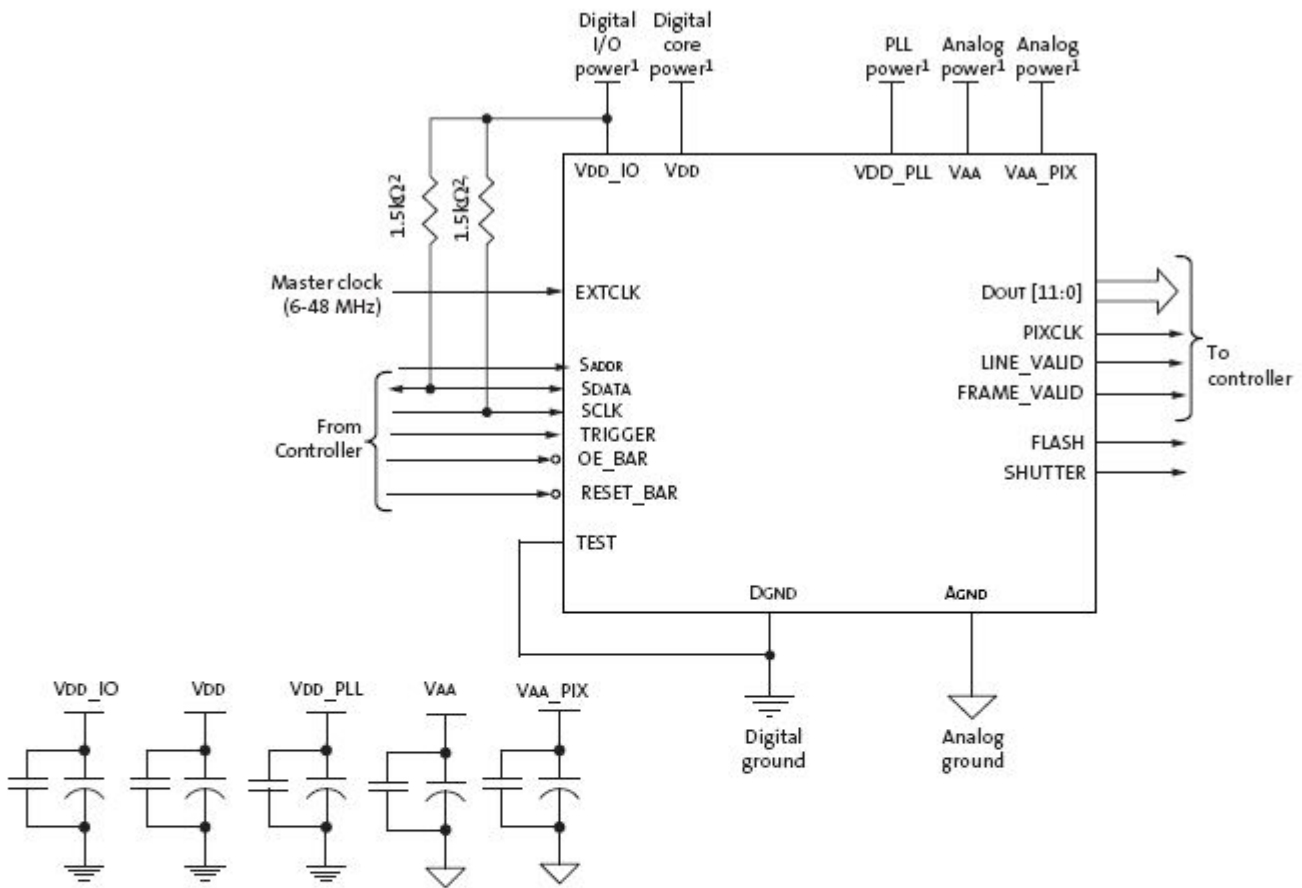 Digital
I/O
power¹
Digital
core
power¹
PLL
power¹
Analog
power¹
Analog
power¹
VDD_IO
VDD
VDD_PLL
VAA
VAA_PIX
1.5kΩ²
1.5kΩ²,
Master clock
(6-48 MHz)
EXTCLK
SADDR
SDATA
SCLK
TRIGGER
OE_BAR
RESET_BAR
TEST
From
Controller
DOUT [11:0]
PIXCLK
LINE_VALID
FRAME_VALID
FLASH
SHUTTER
To
controller
DGND
AGND
Digital
ground
Analog
ground
VDD_IO
VDD
VDD_PLL
VAA
VAA_PIX